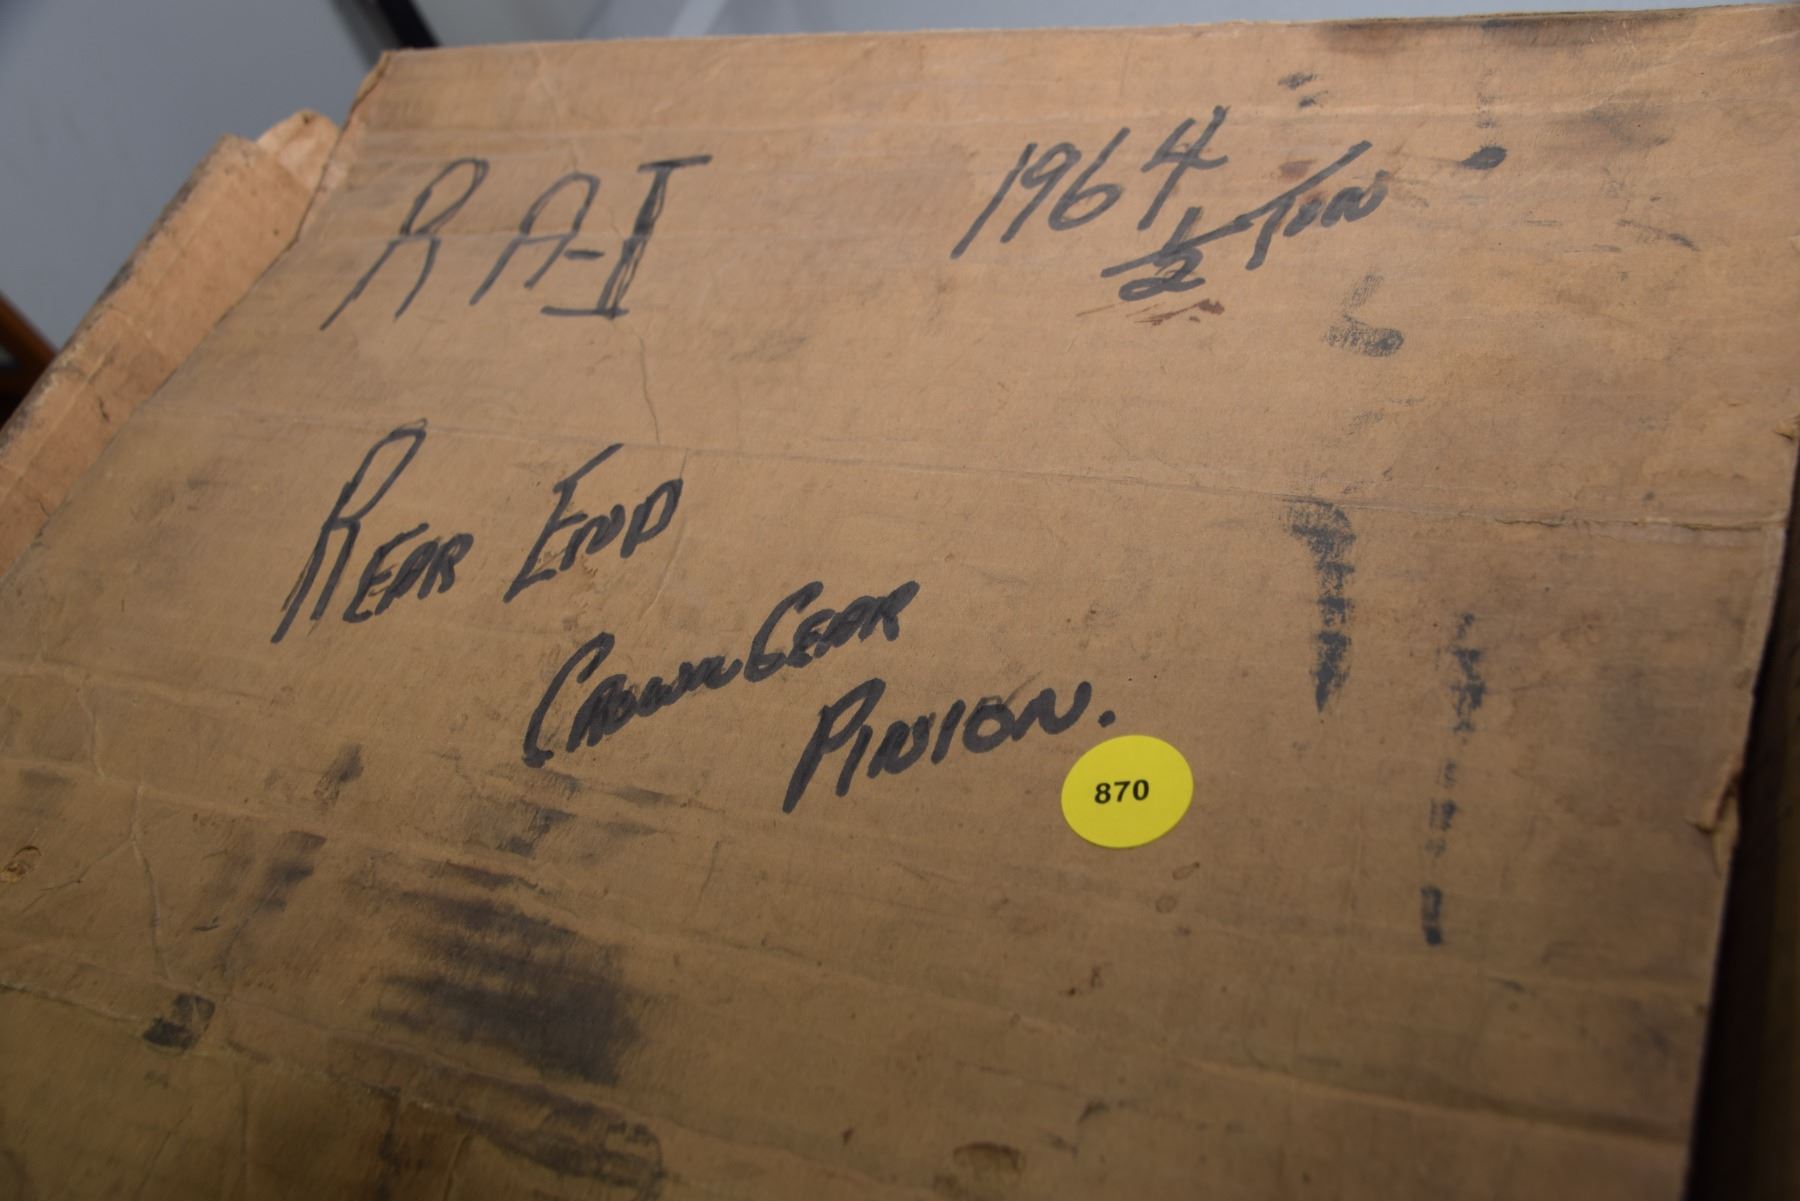 RA-I
1964
1/2 Ton
REAR END
CROWN GEAR
PINION.
870